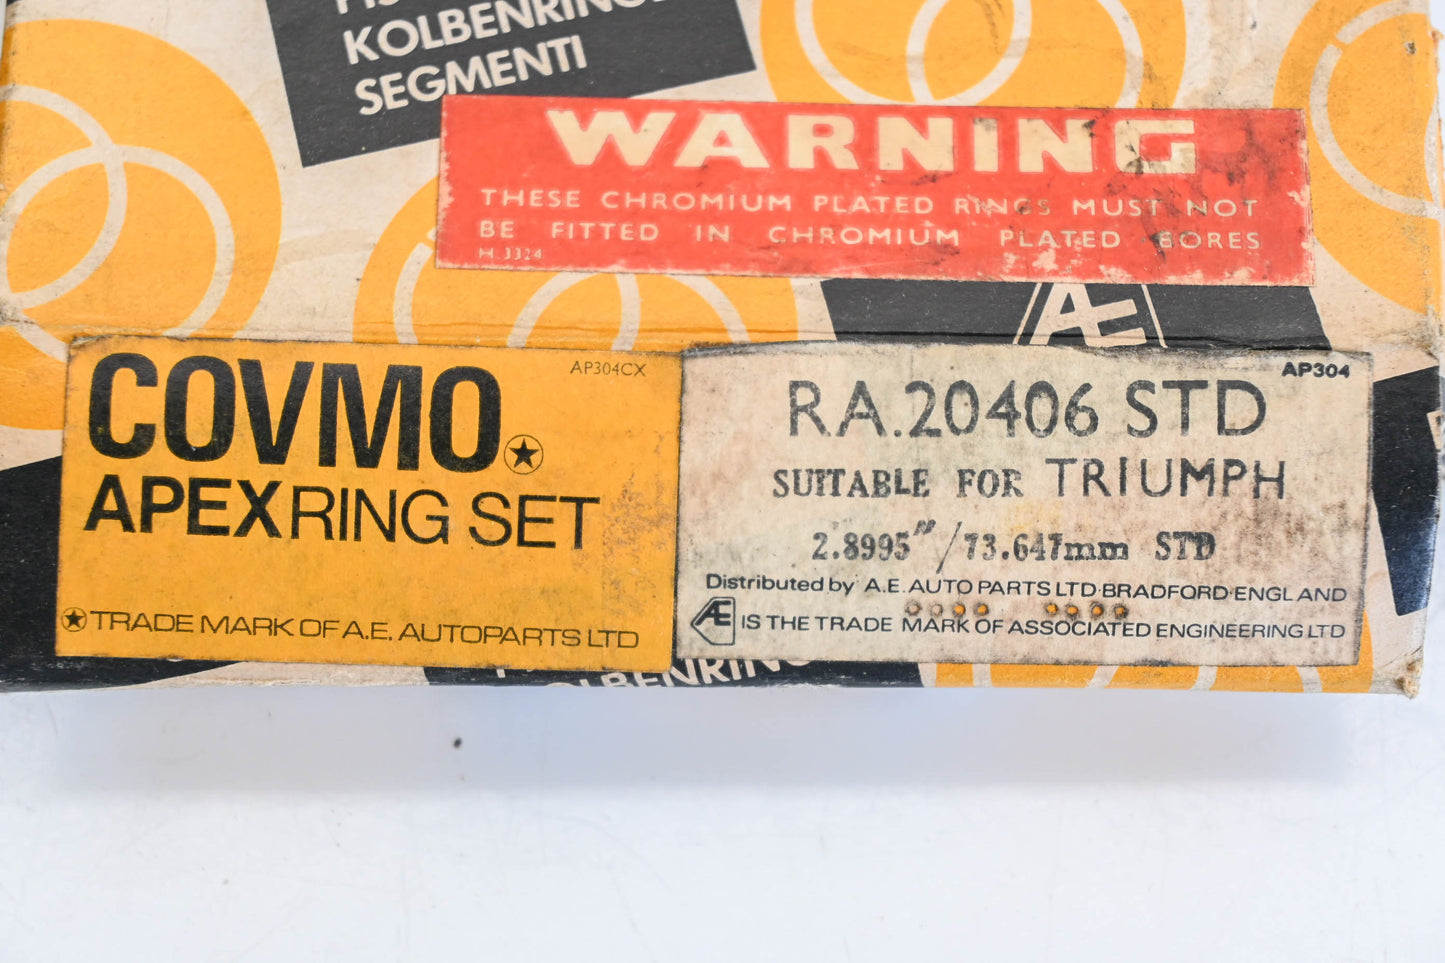 KOLBENRINGE
SEGMENTI
WARNING
THESE CHROMIUM PLATED RINGS MUST NOT
BE FITTED IN CHROMIUM PLATED BORES
H.3324
AE
COVMO
AP304CX
APEX RING SET
TRADE MARK OF A.E. AUTOPARTS LTD
AP304
RA.20406 STD
SUITABLE FOR TRIUMPH
2.8995"/73.647mm STD
Distributed by A.E. AUTO PARTS LTD·BRADFORD·ENGLAND
AE IS THE TRADE MARK OF ASSOCIATED ENGINEERING LTD